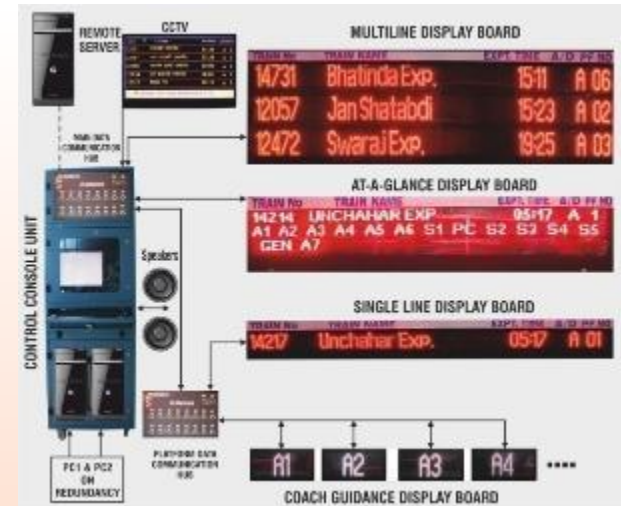 REMOTE SERVER
CCTV
MULTILINE DISPLAY BOARD
TRAIN No TRAIN NAME EXPT. TIME A/D PF NO
14731 Bhatinda Exp. 15:11 A 06
12057 Jan Shatabdi 15:23 A 02
12472 Swaraj Exp. 19:25 A 03
MAIN DATA COMMUNICATION HUB
AT-A-GLANCE DISPLAY BOARD
TRAIN No TRAIN NAME EXPT. TIME A/D PF NO
14214 UNCHAHAR EXP 05:17 A 1
A1 A2 A3 A4 A5 A6 S1 PC S2 S3 S4 S5
GEN A7
CONTROL CONSOLE UNIT
Speakers
SINGLE LINE DISPLAY BOARD
TRAIN No TRAIN NAME EXPT. TIME A/D PF NO
14217 Unchahar Exp. 05:17 A 01
PLATFORM DATA COMMUNICATION HUB
PC1 & PC2 ON REDUNDANCY
A1 A2 A3 A4 ....
COACH GUIDANCE DISPLAY BOARD